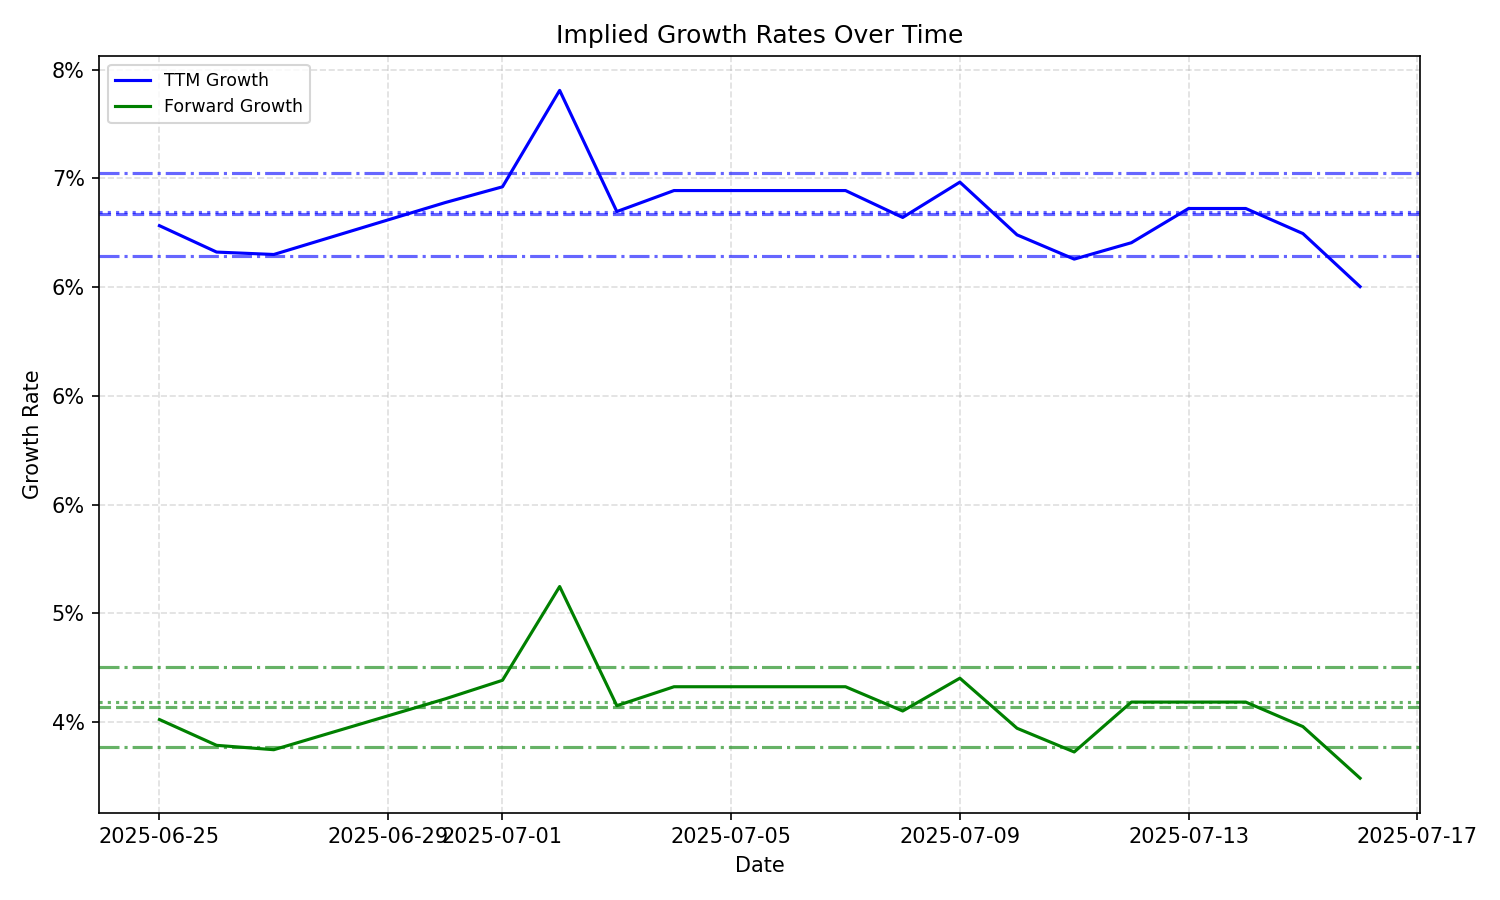 Implied Growth Rates Over Time
TTM Growth
Forward Growth
8%
7%
6%
6%
6%
5%
4%
Growth Rate
2025-06-25
2025-06-29
2025-07-01
2025-07-05
2025-07-09
2025-07-13
2025-07-17
Date